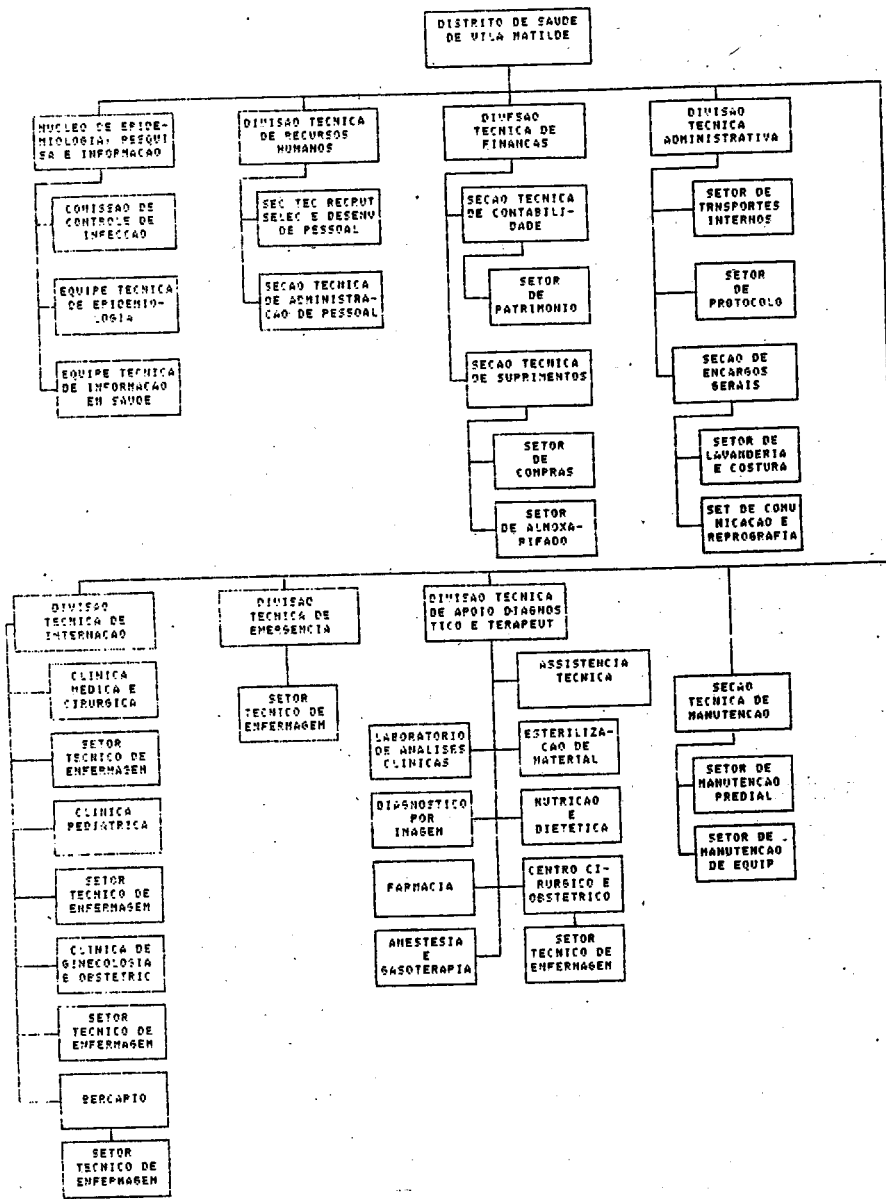 DISTRITO DE SAUDE
DE VILA MATILDE
NUCLEO DE EPIDE-
MIOLOGIA, PESQUI
SA E INFORMACAO
COMISSAO DE
CONTROLE DE
INFECCAO
EQUIPE TECNICA
DE EPIDEMIO-
LOGIA
EQUIPE TECNICA
DE INFORMACAO
EM SAUDE
DIVISAO TECNICA
DE RECURSOS
HUMANOS
SEC TEC RECRUT
SELEC E DESENV
DE PESSOAL
SECAO TECNICA
DE ADMINISTRA-
CAO DE PESSOAL
DIVISAO
TECNICA DE
FINANCAS
SECAO TECNICA
DE CONTABILI-
DADE
SETOR
DE
PATRIMONIO
SECAO TECNICA
DE SUPRIMENTOS
SETOR
DE
COMPRAS
SETOR
DE ALMOXA-
RIFADO
DIVISAO
TECNICA
ADMINISTRATIVA
SETOR DE
TRNSPORTES
INTERNOS
SETOR
DE
PROTOCOLO
SECAO DE
ENCARGOS
GERAIS
SETOR DE
LAVANDERIA
E COSTURA
SET DE COMU
NICACAO E
REPROGRAFIA
DIVISAO
TECNICA DE
INTERNACAO
CLINICA
MEDICA E
CIRURGICA
SETOR
TECNICO DE
ENFERMAGEM
CLINICA
PEDIATRICA
SETOR
TECNICO DE
ENFERMAGEM
CLINICA DE
GINECOLOGIA
E OBSTETRIC
SETOR
TECNICO DE
ENFERMAGEM
BERCARIO
SETOR
TECNICO DE
ENFERMAGEM
DIVISAO
TECNICA DE
EMERGENCIA
SETOR
TECNICO DE
ENFERMAGEM
DIVISAO TECNICA
DE APOIO DIAGNOS
TICO E TERAPEUT
ASSISTENCIA
TECNICA
LABORATORIO
DE ANALISES
CLINICAS
ESTERILIZA-
CAO DE
MATERIAL
DIAGNOSTICO
POR
IMAGEM
NUTRICAO
E
DIETETICA
FARMACIA
CENTRO CI-
RURGICO E
OBSTETRICO
ANESTESIA
E
GASOTERAPIA
SETOR
TECNICO DE
ENFERMAGEM
SECAO
TECNICA DE
MANUTENCAO
SETOR DE
MANUTENCAO
PREDIAL
SETOR DE
MANUTENCAO
DE EQUIP